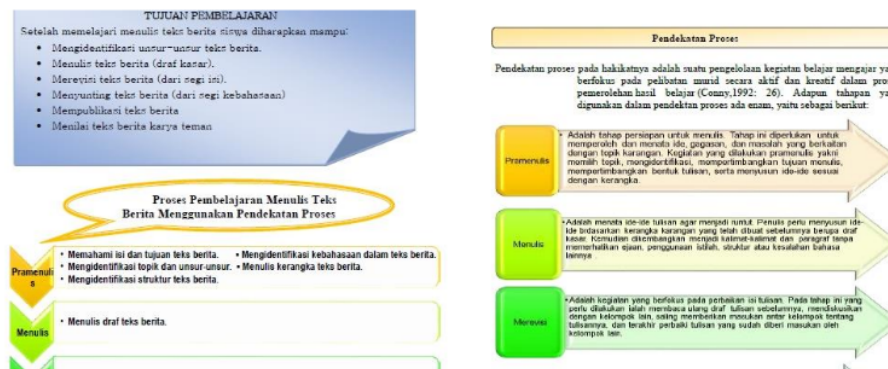 TUJUAN PEMBELAJARAN
Setelah memelajari menulis teks berita siswa diharapkan mampu:
• Mengidentifikasi unsur-unsur teks berita.
• Menulis teks berita (draf kasar).
• Merevisi teks berita (dari segi isi).
• Menyunting teks berita (dari segi kebahasaan)
• Mempublikasi teks berita
• Menilai teks berita karya teman
Proses Pembelajaran Menulis Teks
Berita Menggunakan Pendekatan Proses
Pramenuli
s
• Memahami isi dan tujuan teks berita. • Mengidentifikasi kebahasaan dalam teks berita.
• Mengidentifikasi topik dan unsur-unsur. • Menulis kerangka teks berita.
• Mengidentifikasi struktur teks berita.
Menulis
• Menulis draf teks berita.
Pendekatan Proses
Pendekatan proses pada hakikatnya adalah suatu pengelolaan kegiatan belajar mengajar ya
berfokus pada pelibatan murid secara aktif dan kreatif dalam pro
pemerolehan hasil belajar (Conny,1992: 26). Adapun tahapan ya
digunakan dalam pendektan proses ada enam, yaitu sebagai berikut:
Pramenulis
• Adalah tahap persiapan untuk menulis. Tahap ini diperlukan untuk
memperoleh dan menata ide, gagasan, dan masalah yang berkaitan
dengan topik karangan. Kegiatan yang dilakukan pramenulis yakni
memilih topik, mengidentifikasi, mempertimbangkan tujuan menulis,
mempertimbangkan bentuk tulisan, serta menyusun ide-ide sesuai
dengan kerangka.
Menulis
• Adalah menata ide-ide tulisan agar menjadi runtut. Penulis perlu menyusun ide-
ide bidasarkan kerangka karangan yang telah dibuat sebelumnya berupa draf
kasar. Kemudian dikembangkan menjadi kalimat-kalimat dan paragraf tanpa
memerhatikan ejaan, penggunaan istilah, struktur atau kesalahan bahasa
lainnya.
Merevisi
• Adalah kegiatan yang berfokus pada perbaikan isi tulisan. Pada tahap ini yang
perlu dilakukan ialah membaca ulang draf tulisan sebelumnya, mendiskusikan
dengan kelompok lain, saling memberikan masukan antar kelompok tentang
tulisannya, dan terakhir perbaiki tulisan yang sudah diberi masukan oleh
kelompok lain.